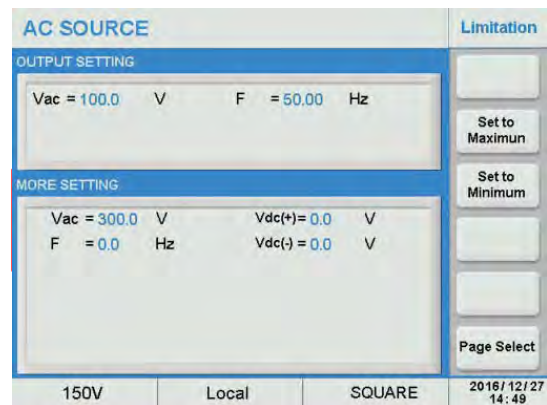 AC SOURCE
Limitation
OUTPUT SETTING
Vac = 100.0 V F = 50.00 Hz
Set to
Maximun
Set to
Minimum
MORE SETTING
Vac = 300.0 V Vdc(+)= 0.0 V
F = 0.0 Hz Vdc(-) = 0.0 V
Page Select
150V Local SQUARE 2016/12/27
14:49